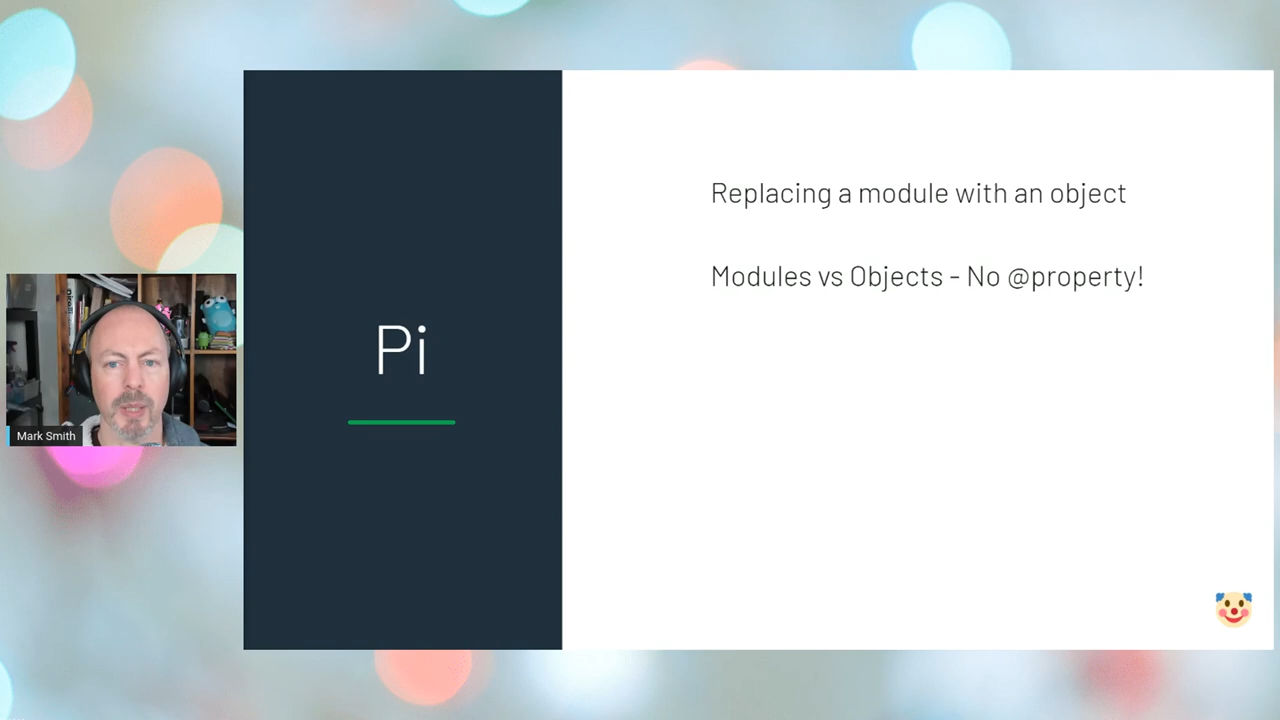 Replacing a module with an object
Modules vs Objects - No @property!
Pi
Mark Smith